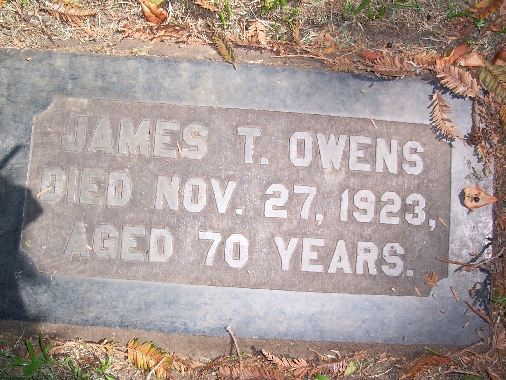 JAMES T. OWENS
DIED NOV. 27, 1923,
AGED 70 YEARS.